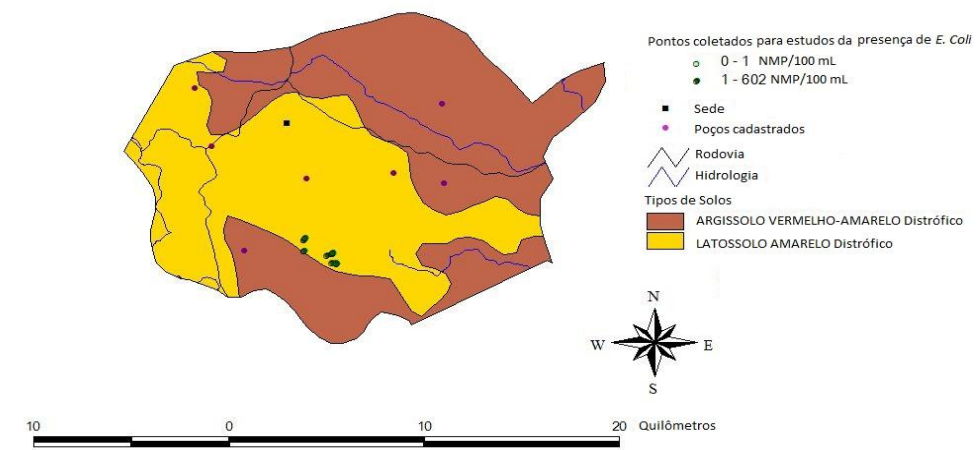 Pontos coletados para estudos da presença de E. Coli
0 - 1 NMP/100 mL
1 - 602 NMP/100 mL
Sede
Poços cadastrados
Rodovia
Hidrologia
Tipos de Solos
ARGISSOLO VERMELHO-AMARELO Distrófico
LATOSSOLO AMARELO Distrófico
N
W E
S
10 0 10 20 Quilômetros